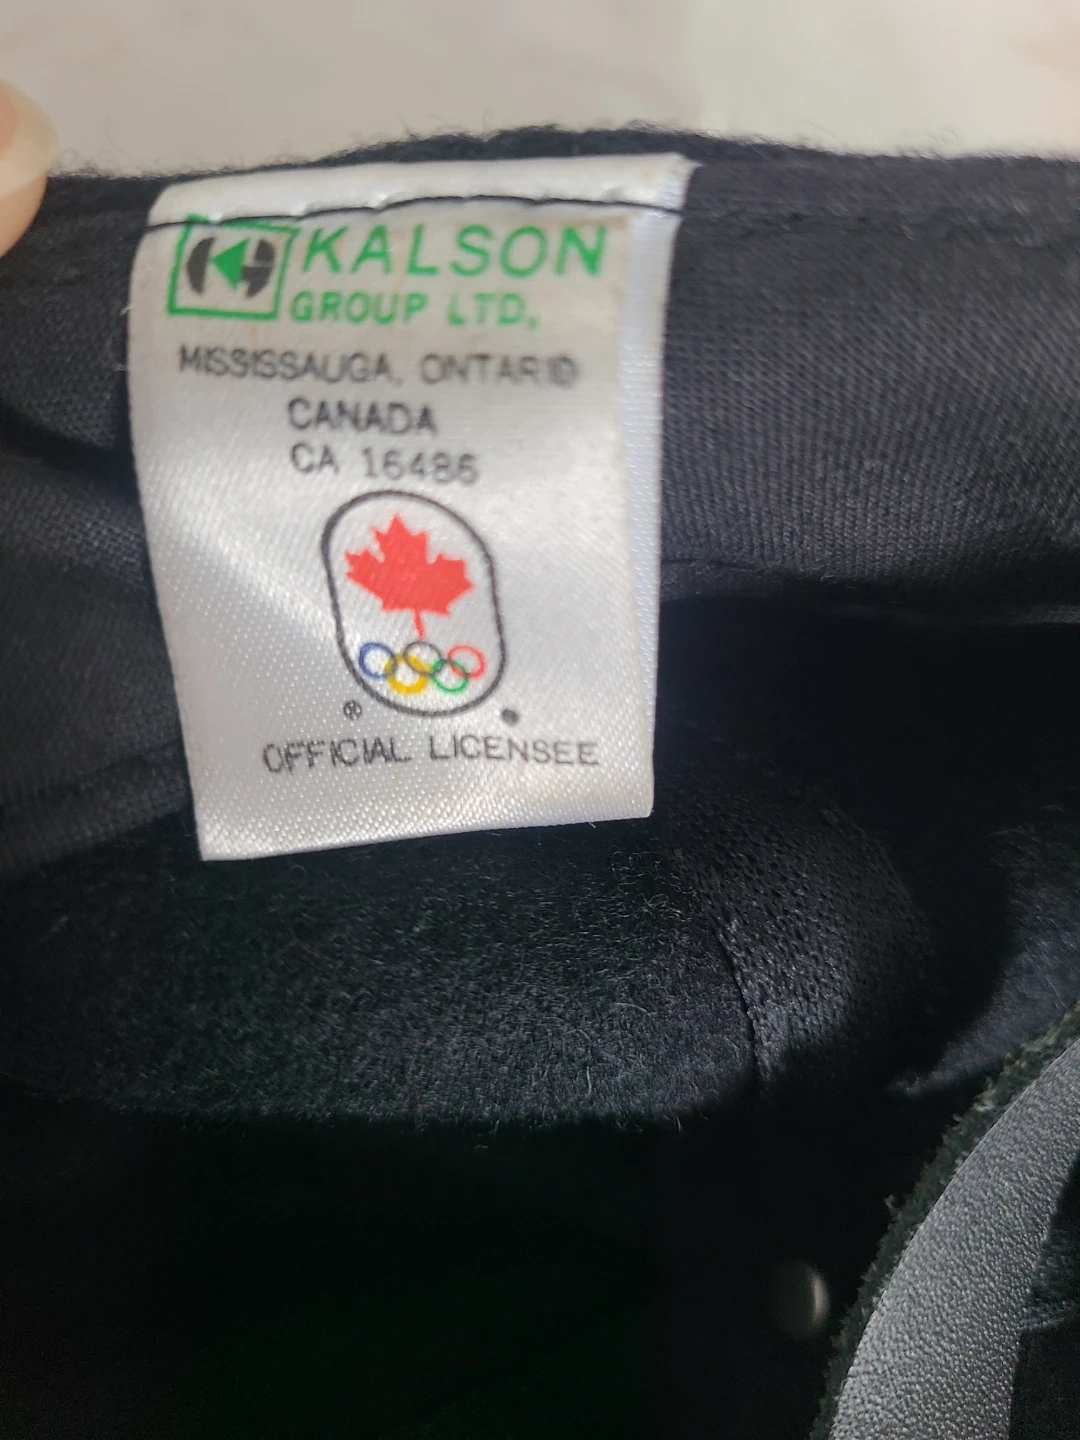 KALSON
GROUP LTD,
MISSISSAUGA, ONTARIO
CANADA
CA 16486
®
OFFICIAL LICENSEE